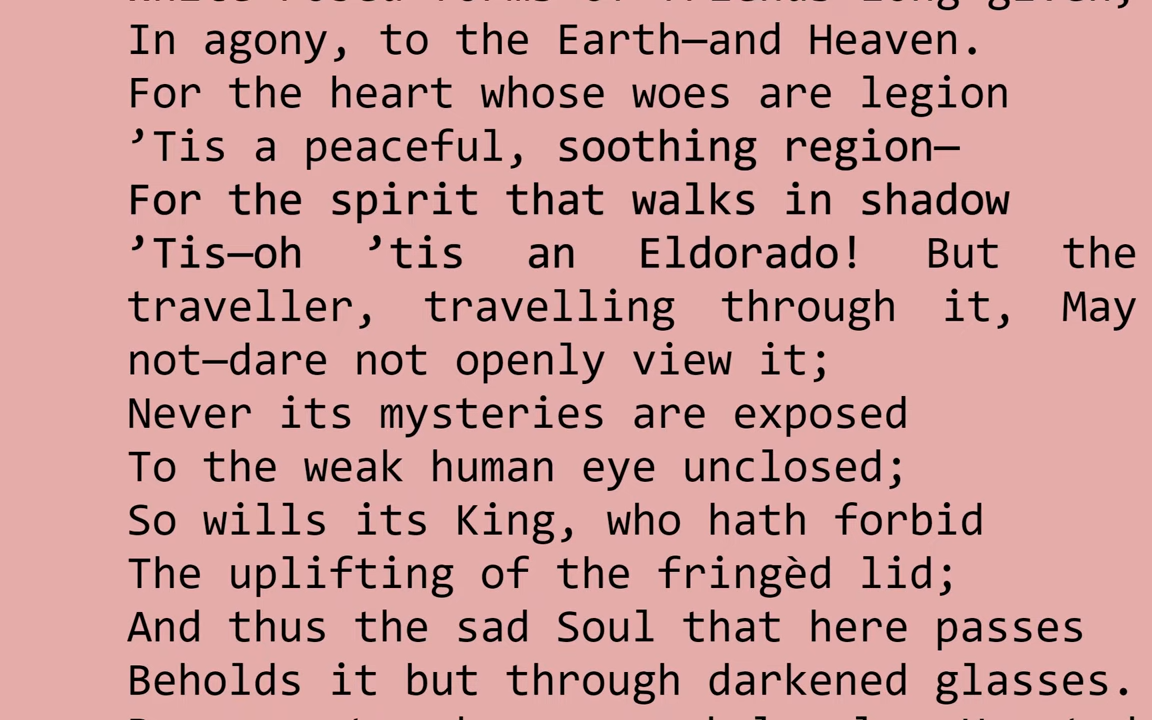 In agony, to the Earth—and Heaven.
For the heart whose woes are legion
’Tis a peaceful, soothing region—
For the spirit that walks in shadow
’Tis—oh ’tis an Eldorado! But the
traveller, travelling through it, May
not—dare not openly view it;
Never its mysteries are exposed
To the weak human eye unclosed;
So wills its King, who hath forbid
The uplifting of the fringèd lid;
And thus the sad Soul that here passes
Beholds it but through darkened glasses.